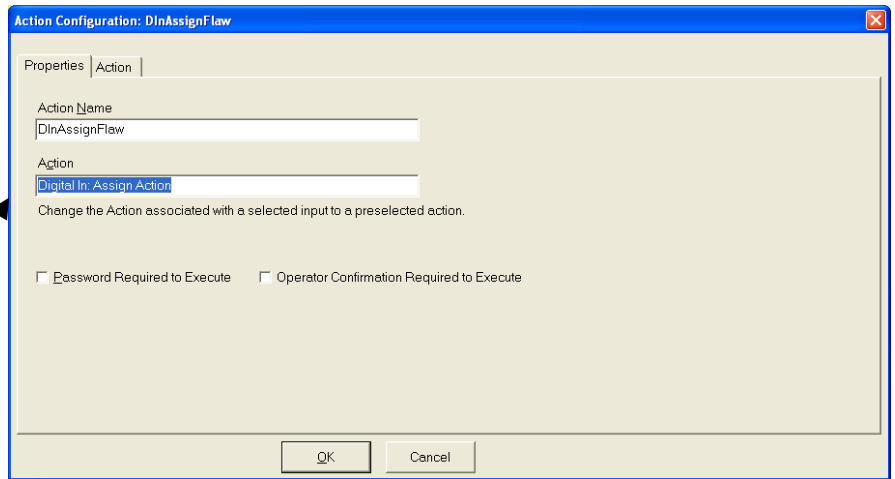 Action Configuration: DInAssignFlaw
Properties Action
Action Name
DInAssignFlaw
Action
Digital In: Assign Action
Change the Action associated with a selected input to a preselected action.
Password Required to Execute Operator Confirmation Required to Execute
OK Cancel